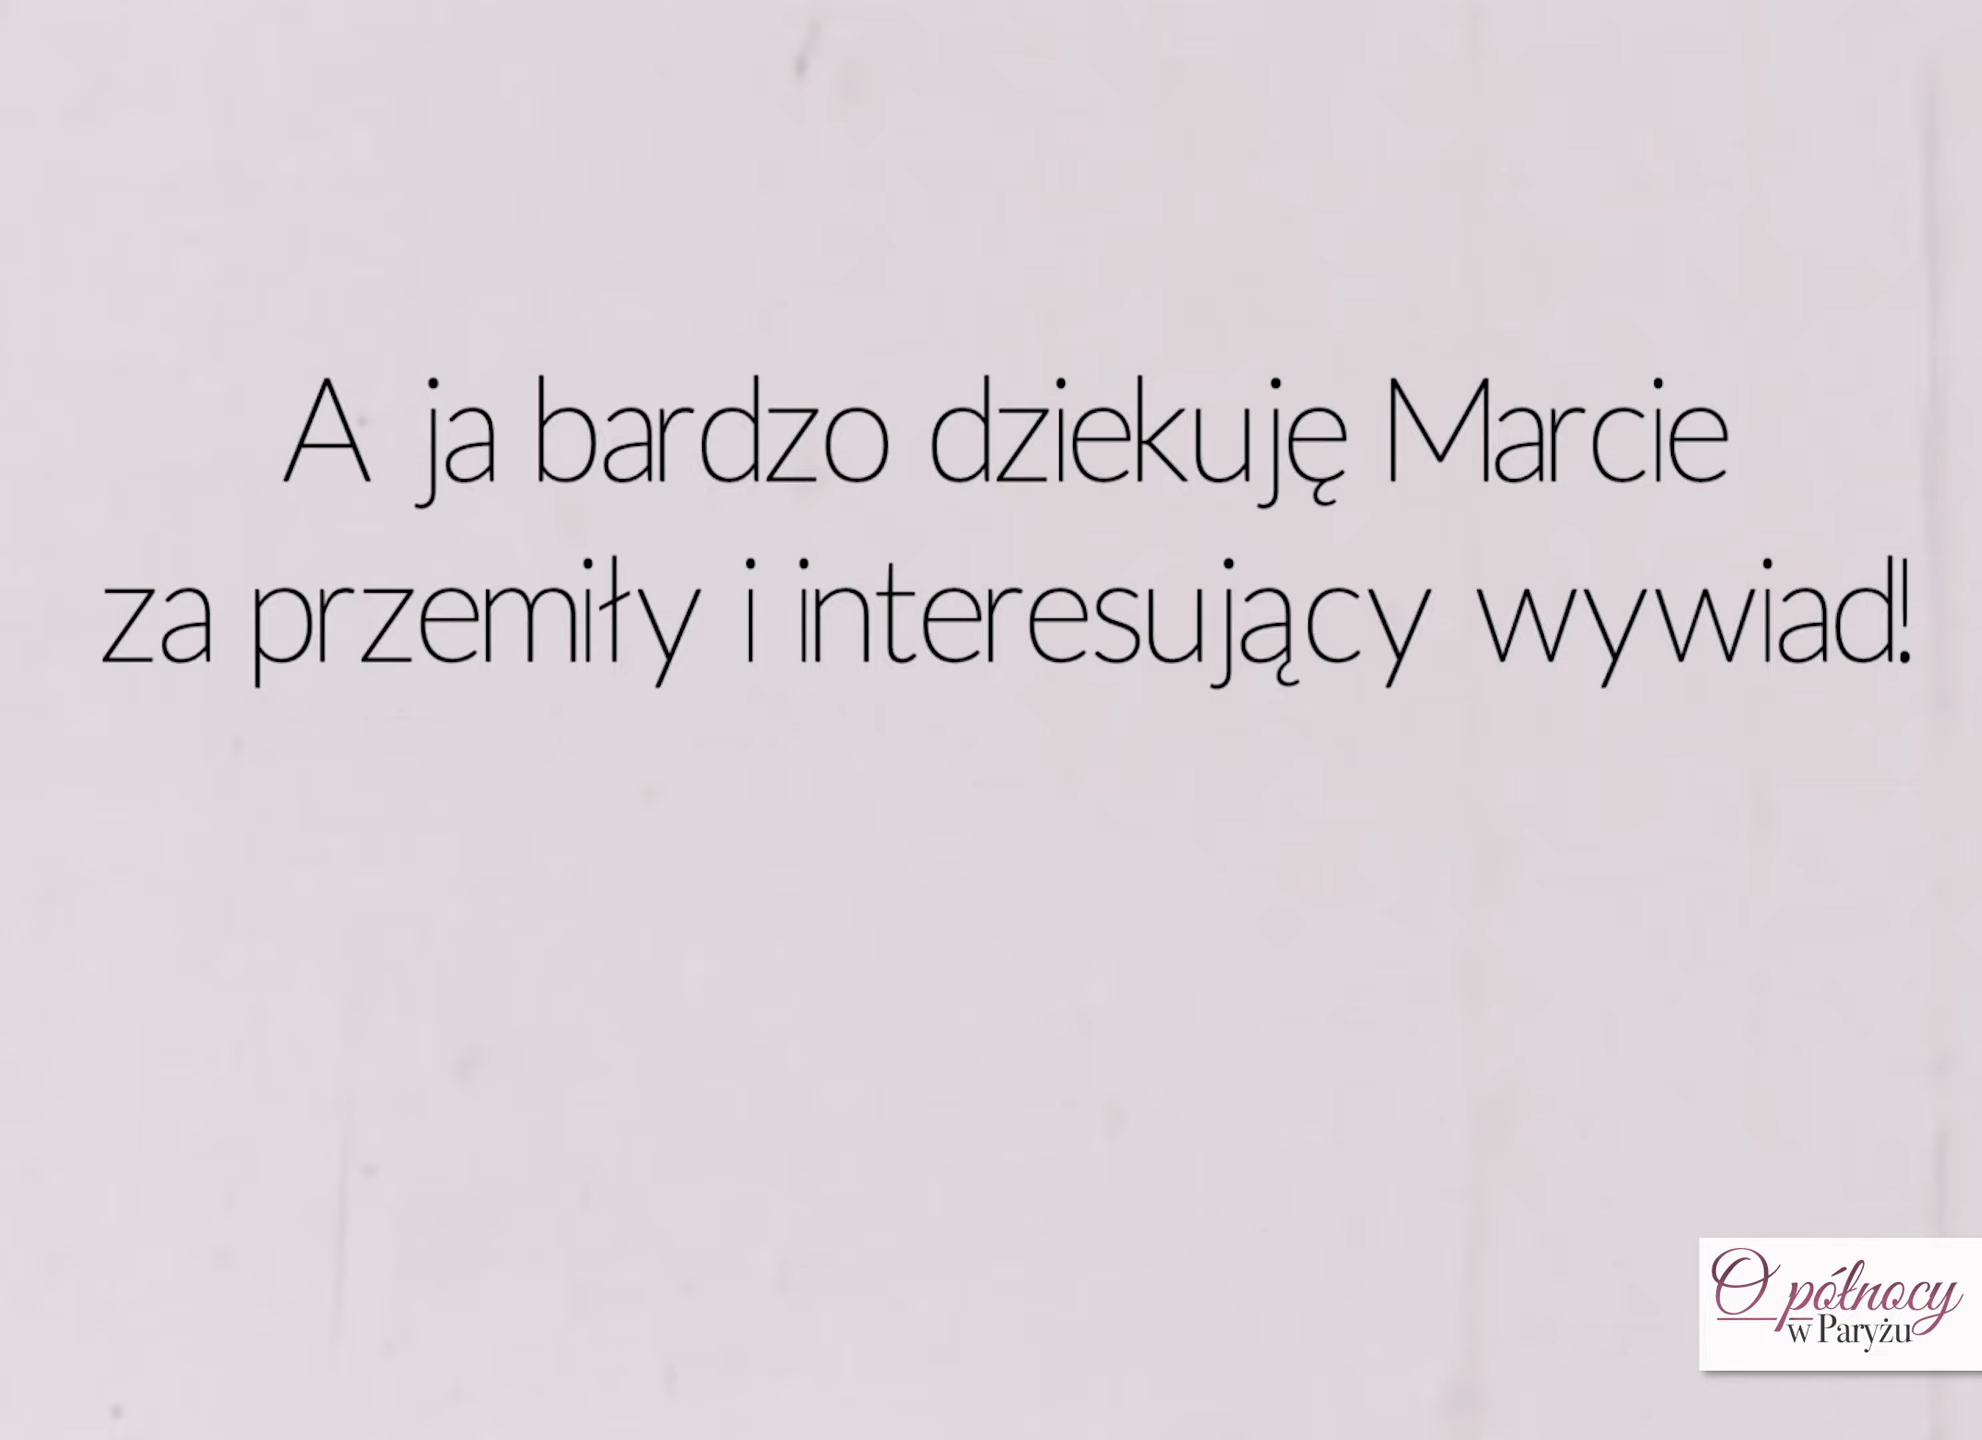 A ja bardzo dziekuję Marcie
za przemiły i interesujący wywiad!
O północy
w Paryżu